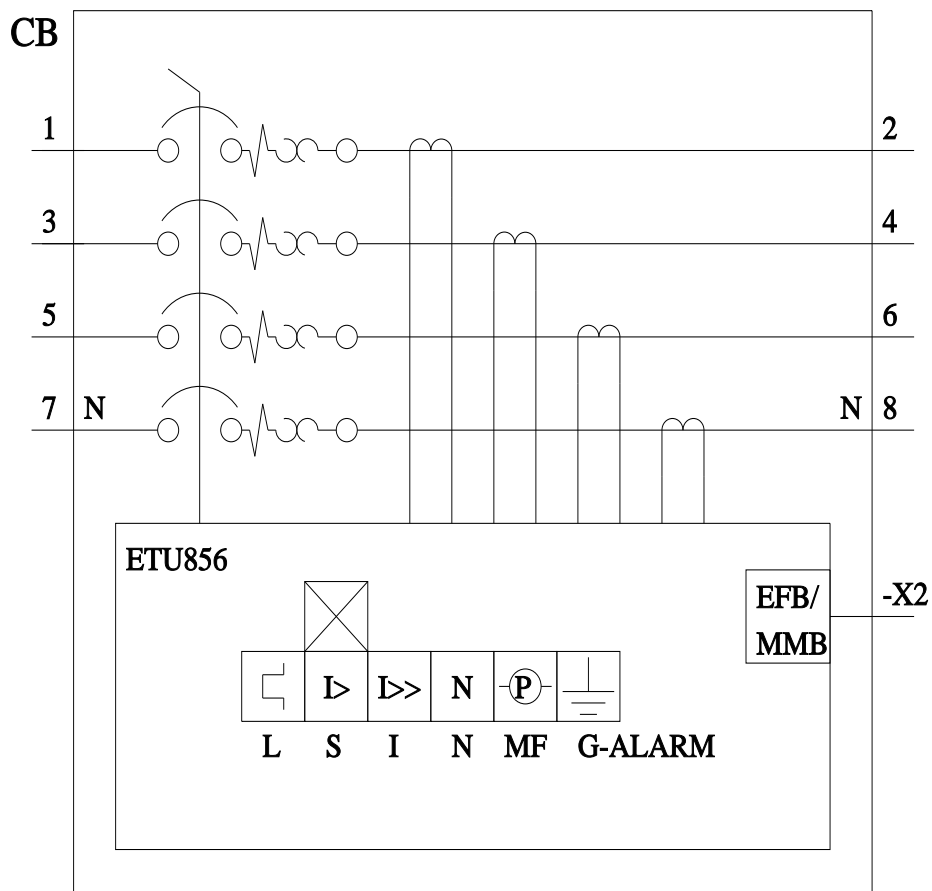 CB
1 2
3 4
5 6
7 N N 8
ETU856
EFB/
MMB
-X2
I> I>> N P
L S I N MF G-ALARM